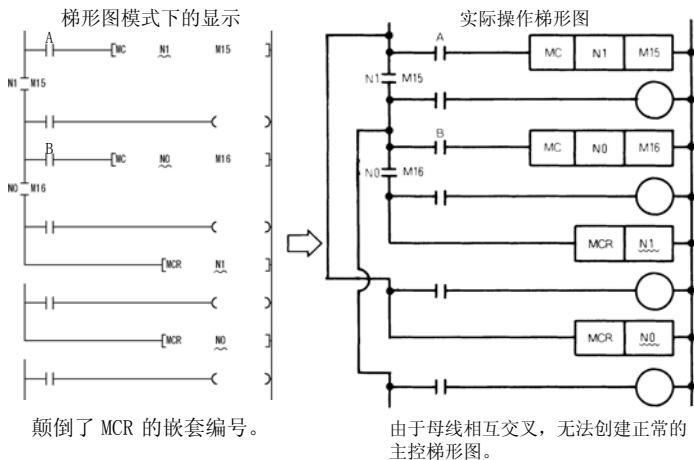 梯形图模式下的显示
A
MC N1 M15
N1 M15
B
MC N0 M16
N0 M16
MCR N1
MCR N0
颠倒了 MCR 的嵌套编号。
实际操作梯形图
A
MC N1 M15
N1 M15
B
MC N0 M16
N0 M16
MCR N1
MCR N0
由于母线相互交叉，无法创建正常的
主控梯形图。